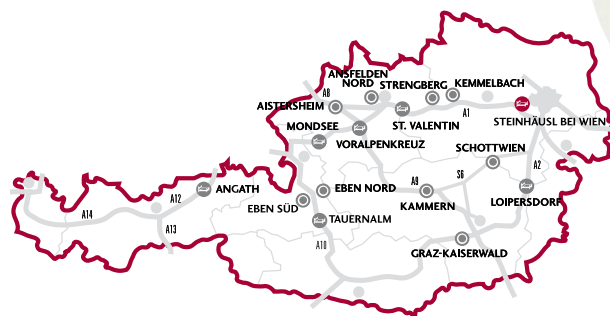 ANSFELDEN
NORD
STRENGBERG
KEMMELBACH
A8
AISTERSHEIM
A1
MONDSEE
ST. VALENTIN
STEINHÄUSL BEI WIEN
VORALPENKREUZ
SCHOTTWIEN
A2
ANGATH
EBEN NORD
A9
S6
A12
EBEN SÜD
KAMMERN
LOIPERSDORF
A14
TAUERNALM
A13
A10
GRAZ-KAISERWALD